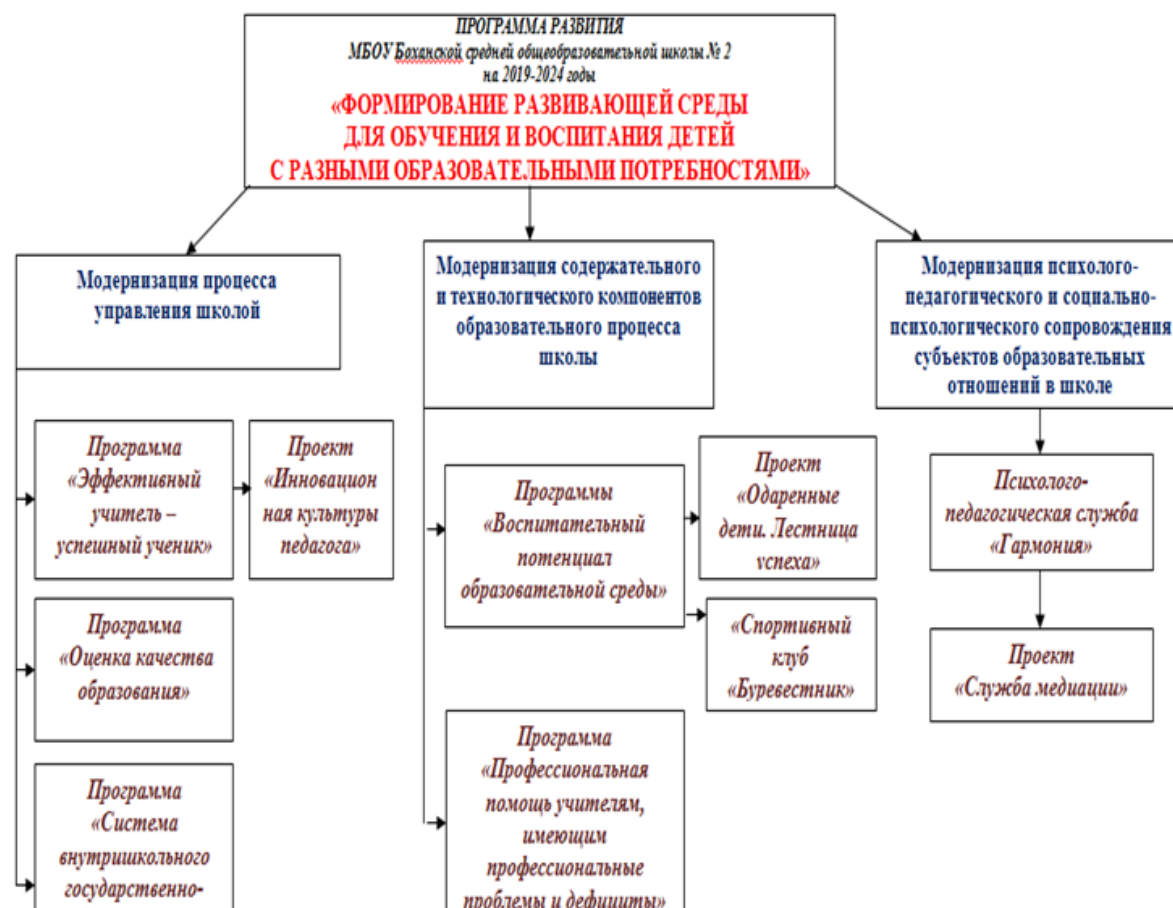 ПРОГРАММА РАЗВИТИЯ
МБОУ Боханской средней общеобразовательной школы № 2
на 2019-2024 годы
«ФОРМИРОВАНИЕ РАЗВИВАЮЩЕЙ СРЕДЫ
ДЛЯ ОБУЧЕНИЯ И ВОСПИТАНИЯ ДЕТЕЙ
С РАЗНЫМИ ОБРАЗОВАТЕЛЬНЫМИ ПОТРЕБНОСТЯМИ»
Модернизация процесса
управления школой
Программа
«Эффективный
учитель –
успешный ученик»
Проект
«Инновацион
ная культуры
педагога»
Программа
«Оценка качества
образования»
Программа
«Система
внутришкольного
государственно-
Модернизация содержательного
и технологического компонентов
образовательного процесса
школы
Программы
«Воспитательный
потенциал
образовательной среды»
Проект
«Одаренные
дети. Лестница
успеха»
«Спортивный
клуб
«Буревестник»
Программа
«Профессиональная
помощь учителям,
имеющим
профессиональные
проблемы и дефициты»
Модернизация психолого-
педагогического и социально-
психологического сопровождения
субъектов образовательных
отношений в школе
Психолого-
педагогическая служба
«Гармония»
Проект
«Служба медиации»